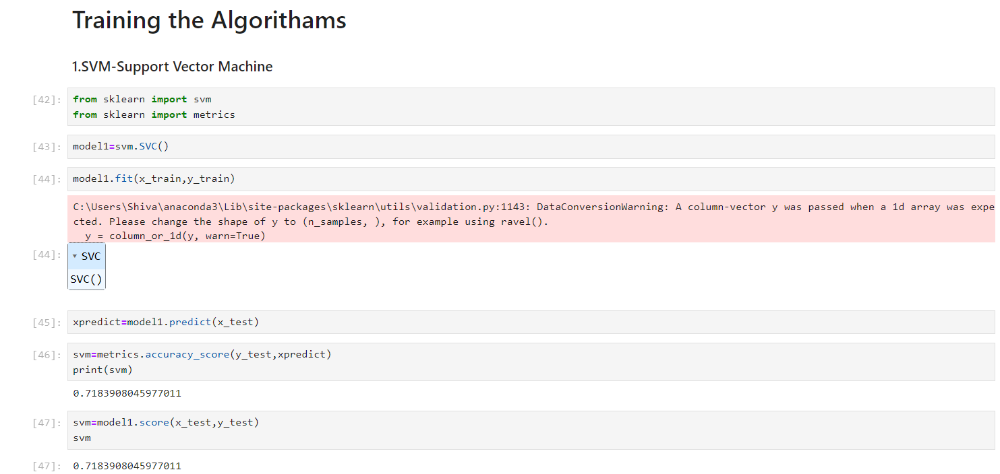 Training the Algorithams
1.SVM-Support Vector Machine
[42]: from sklearn import svm
from sklearn import metrics
[43]: model1=svm.SVC()
[44]: model1.fit(x_train,y_train)
C:\Users\Shiva\anaconda3\Lib\site-packages\sklearn\utils\validation.py:1143: DataConversionWarning: A column-vector y was passed when a 1d array was expe
cted. Please change the shape of y to (n_samples, ), for example using ravel().
y = column_or_1d(y, warn=True)
[44]: ▾ SVC
SVC()
[45]: xpredict=model1.predict(x_test)
[46]: svm=metrics.accuracy_score(y_test,xpredict)
print(svm)
0.7183908045977011
[47]: svm=model1.score(x_test,y_test)
svm
[47]: 0.7183908045977011